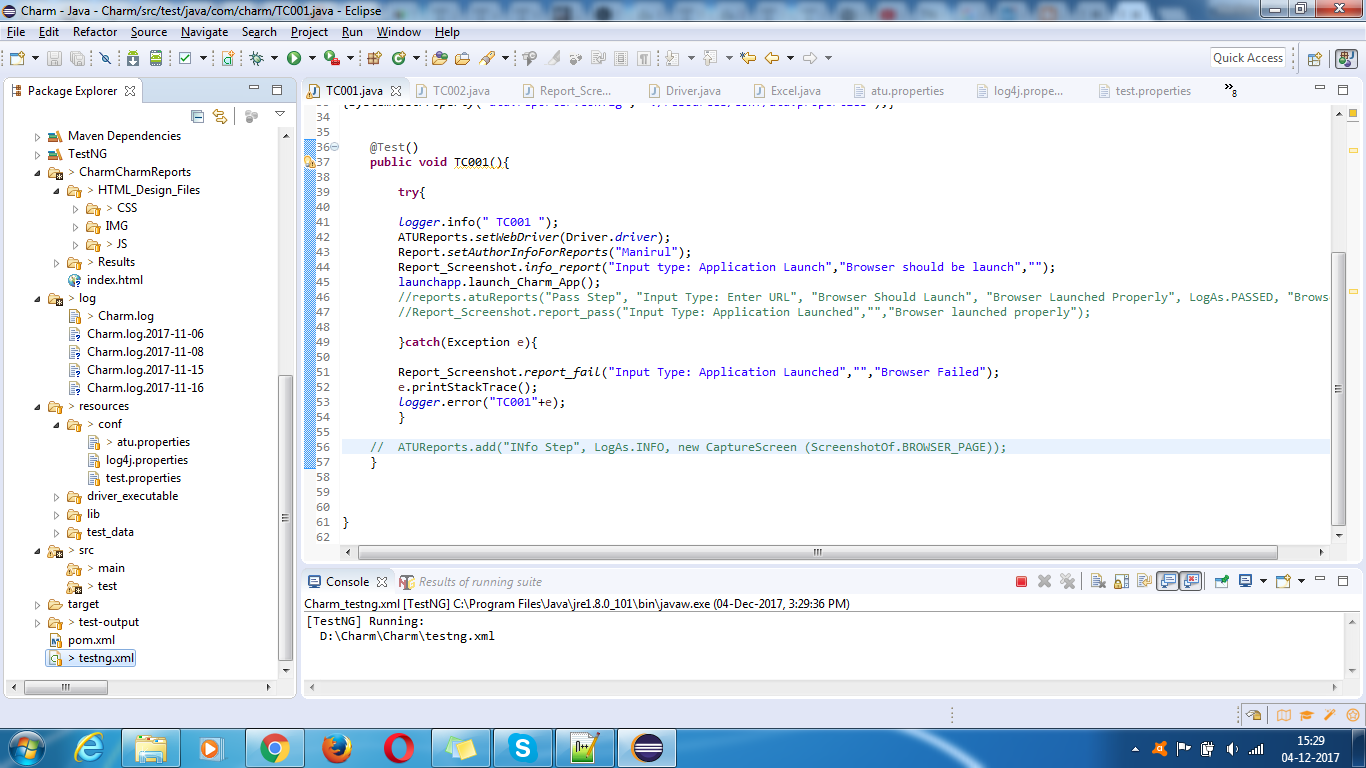 Charm - Java - Charm/src/test/java/com/charm/TC001.java - Eclipse
File Edit Refactor Source Navigate Search Project Run Window Help
Quick Access
Package Explorer
Maven Dependencies
TestNG
CharmCharmReports
> HTML_Design_Files
> CSS
IMG
> JS
> Results
index.html
> log
> Charm.log
Charm.log.2017-11-06
Charm.log.2017-11-08
Charm.log.2017-11-15
Charm.log.2017-11-16
> resources
> conf
> atu.properties
log4j.properties
test.properties
driver_executable
> lib
> test_data
> src
> main
> test
target
> test-output
pom.xml
> testng.xml
TC001.java TC002.java Report_Scre... Driver.java Excel.java atu.properties log4j.prope... test.properties »8
34
35
36 @Test()
37 public void TC001(){
38
39 try{
40
41 logger.info(" TC001 ");
42 ATUReports.setWebDriver(Driver.driver);
43 Report.setAuthorInfoForReports("Manirul");
44 Report_Screenshot.info_report("Input type: Application Launch","Browser should be launch","");
45 launchapp.launch_Charm_App();
46 //reports.atuReports("Pass Step", "Input Type: Enter URL", "Browser Should Launch", "Browser Launched Properly", LogAs.PASSED, "Brows
47 //Report_Screenshot.report_pass("Input Type: Application Launched","","Browser launched properly");
48
49 }catch(Exception e){
50
51 Report_Screenshot.report_fail("Input Type: Application Launched","","Browser Failed");
52 e.printStackTrace();
53 logger.error("TC001"+e);
54 }
55
56 // ATUReports.add("INfo Step", LogAs.INFO, new CaptureScreen (ScreenshotOf.BROWSER_PAGE));
57 }
58
59
60
61 }
62
Console Results of running suite
Charm_testng.xml [TestNG] C:\Program Files\Java\jre1.8.0_101\bin\javaw.exe (04-Dec-2017, 3:29:36 PM)
[TestNG] Running:
D:\Charm\Charm\testng.xml
15:29
04-12-2017